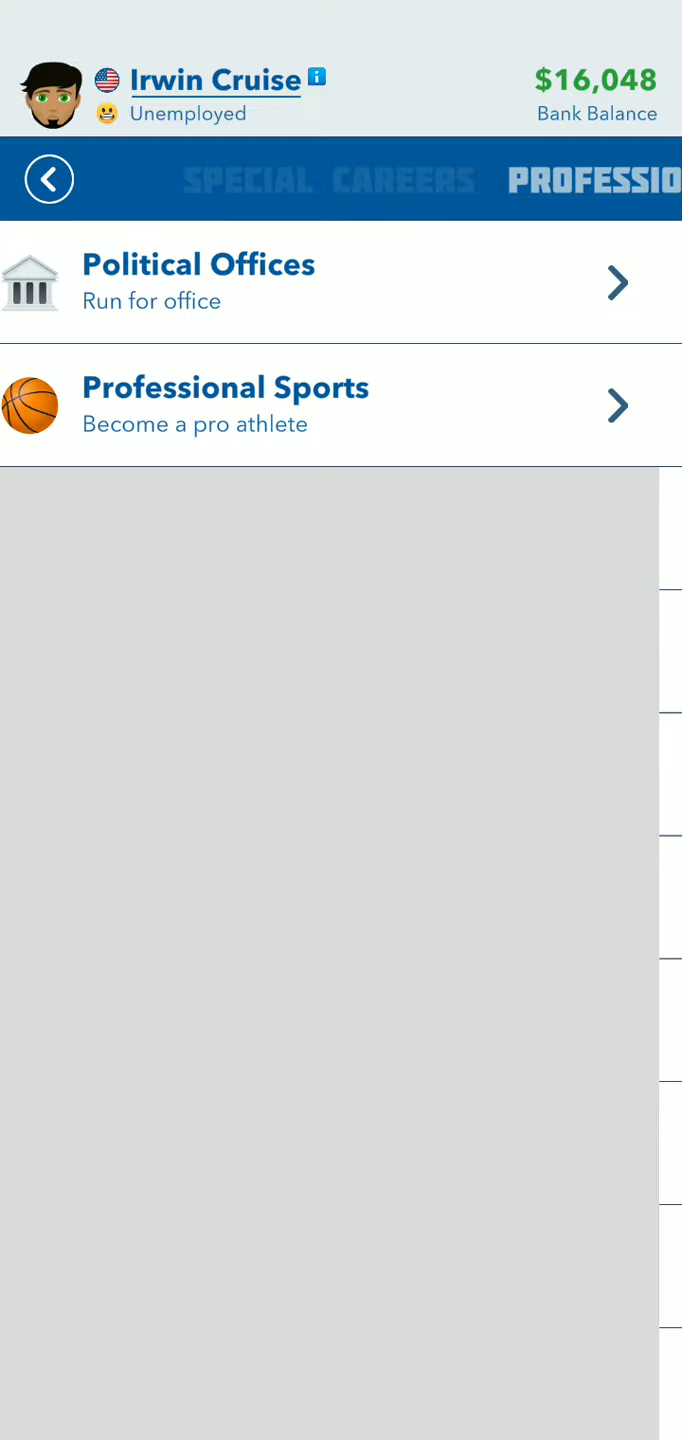 Irwin Cruise
$16,048
Unemployed
Bank Balance
SPECIAL CAREERS
Political Offices
Run for office
Professional Sports
Become a pro athlete